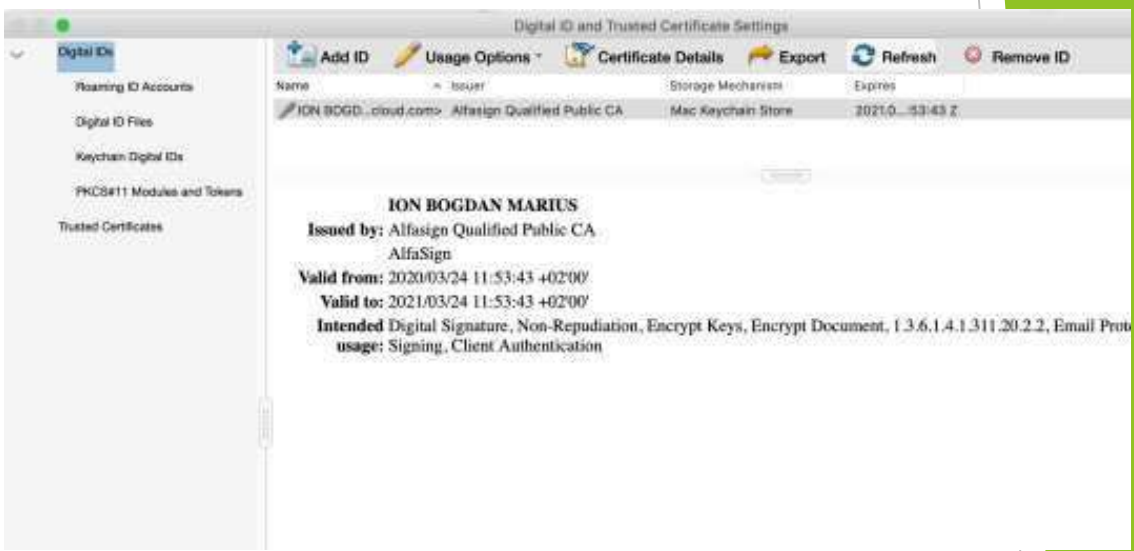 Digital ID and Trusted Certificate Settings
Digital IDs
Roaming ID Accounts
Digital ID Files
Keychain Digital IDs
PKCS#11 Modules and Tokens
Trusted Certificates
Add ID Usage Options Certificate Details Export Refresh Remove ID
Name Issuer Storage Mechanism Expires
ION BOGD...cloud.com> Alfasign Qualified Public CA Mac Keychain Store 2021.0...:53:43 Z
ION BOGDAN MARIUS
Issued by: Alfasign Qualified Public CA
AlfaSign
Valid from: 2020/03/24 11:53:43 +02'00'
Valid to: 2021/03/24 11:53:43 +02'00'
Intended Digital Signature, Non-Repudiation, Encrypt Keys, Encrypt Document, 1.3.6.1.4.1.311.20.2.2, Email Prot
usage: Signing, Client Authentication